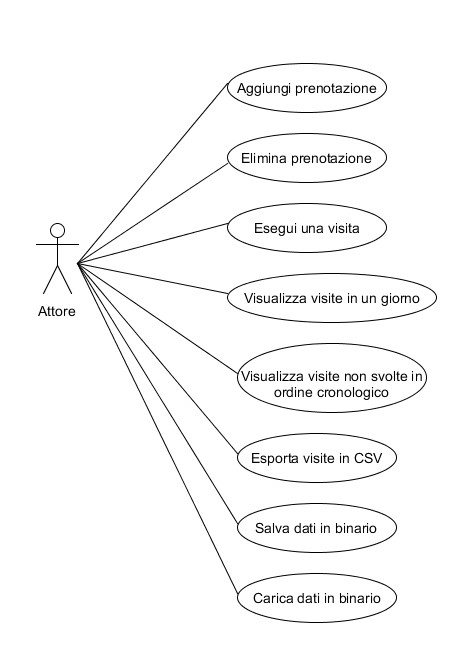 Aggiungi prenotazione
Elimina prenotazione
Esegui una visita
Visualizza visite in un giorno
Attore
Visualizza visite non svolte in
ordine cronologico
Esporta visite in CSV
Salva dati in binario
Carica dati in binario